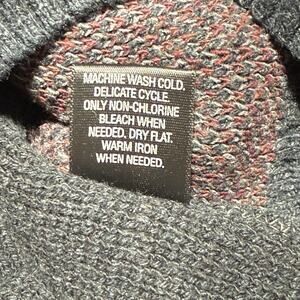 MACHINE WASH COLD.
DELICATE CYCLE.
ONLY NON-CHLORINE
BLEACH WHEN
NEEDED. DRY FLAT.
WARM IRON
WHEN NEEDED.